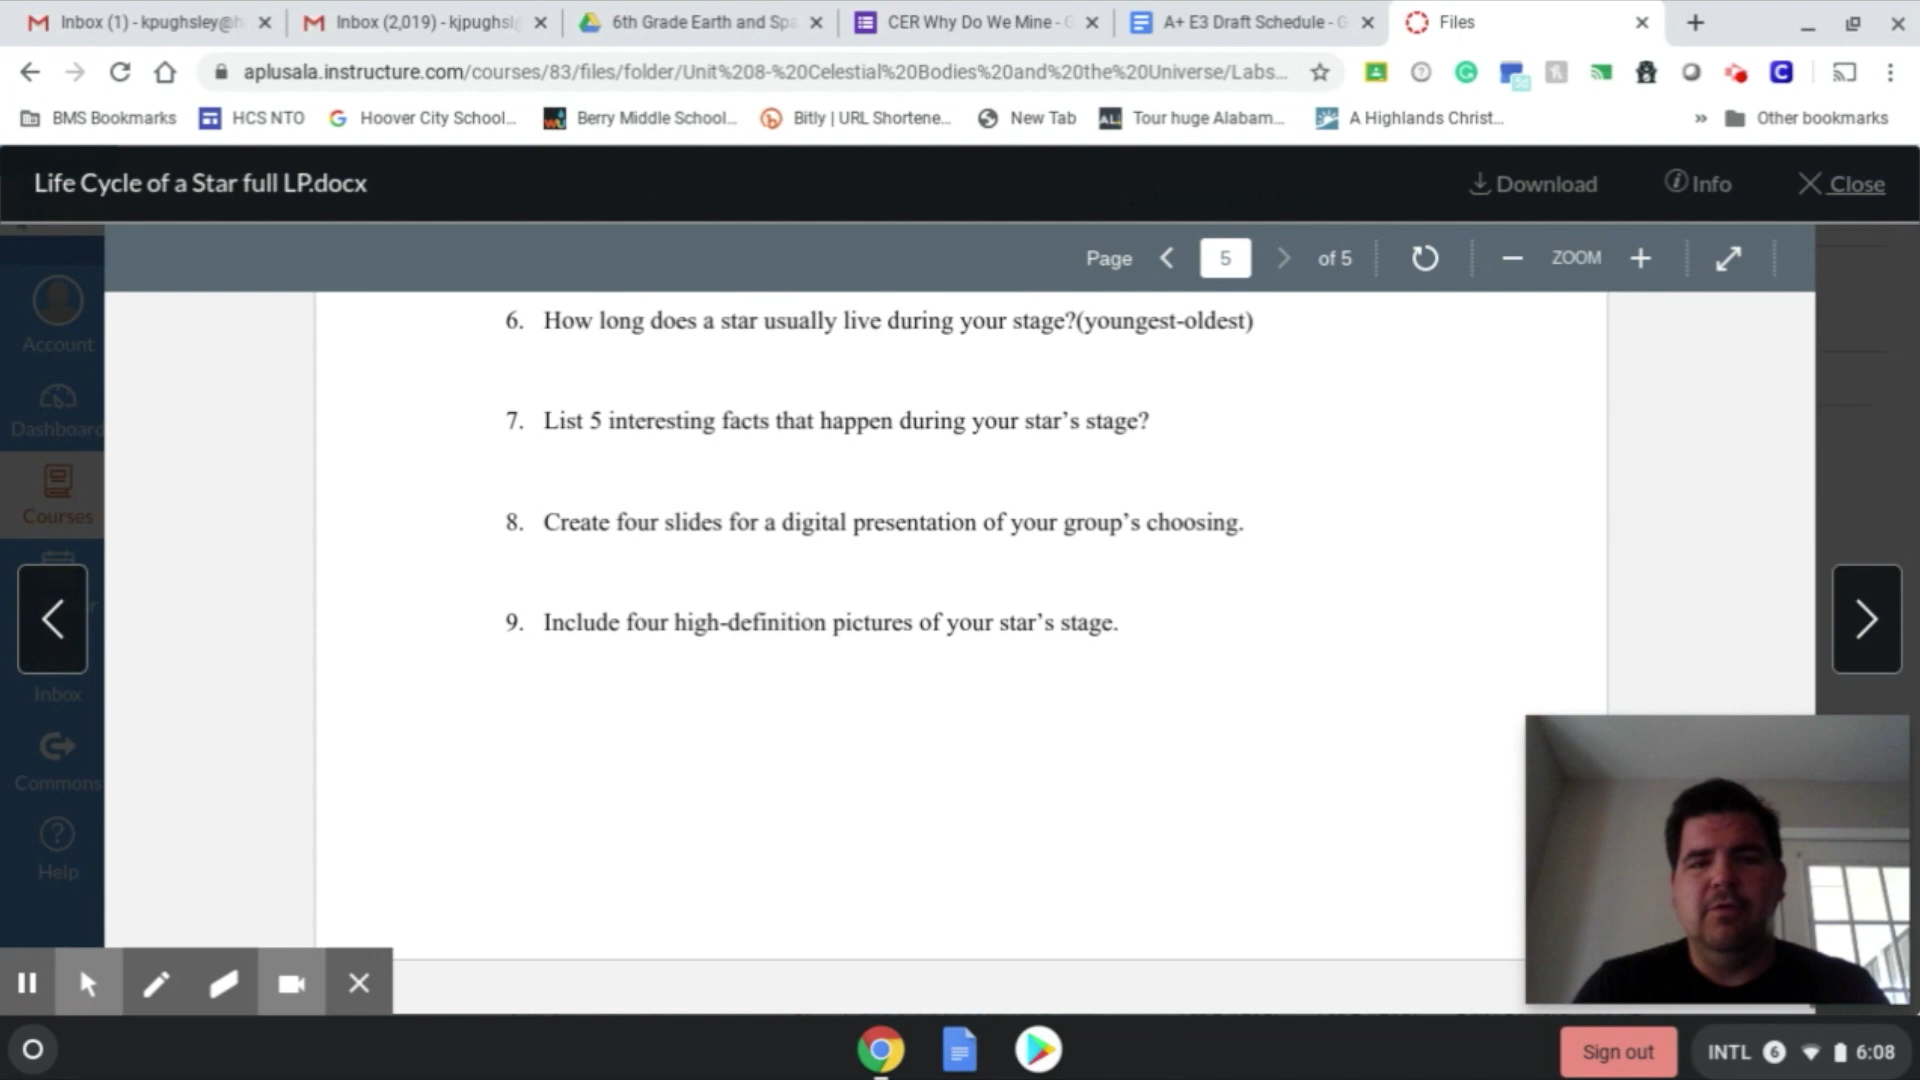 Inbox (1) - kpughsley@h
Inbox (2,019) - kjpughsl
6th Grade Earth and Spa
CER Why Do We Mine - G
A+ E3 Draft Schedule - G
Files
aplusala.instructure.com/courses/83/files/folder/Unit%208-%20Celestial%20Bodies%20and%20the%20Universe/Labs...
BMS Bookmarks
HCS NTO
Hoover City School...
Berry Middle School...
Bitly | URL Shortene...
New Tab
Tour huge Alabam...
A Highlands Christ...
Other bookmarks
Life Cycle of a Star full LP.docx
Download
Info
Close
Page 5 of 5
ZOOM
Account
Dashboard
Courses
Inbox
Commons
Help
6. How long does a star usually live during your stage?(youngest-oldest)
7. List 5 interesting facts that happen during your star's stage?
8. Create four slides for a digital presentation of your group's choosing.
9. Include four high-definition pictures of your star's stage.
Sign out
INTL 6 6:08